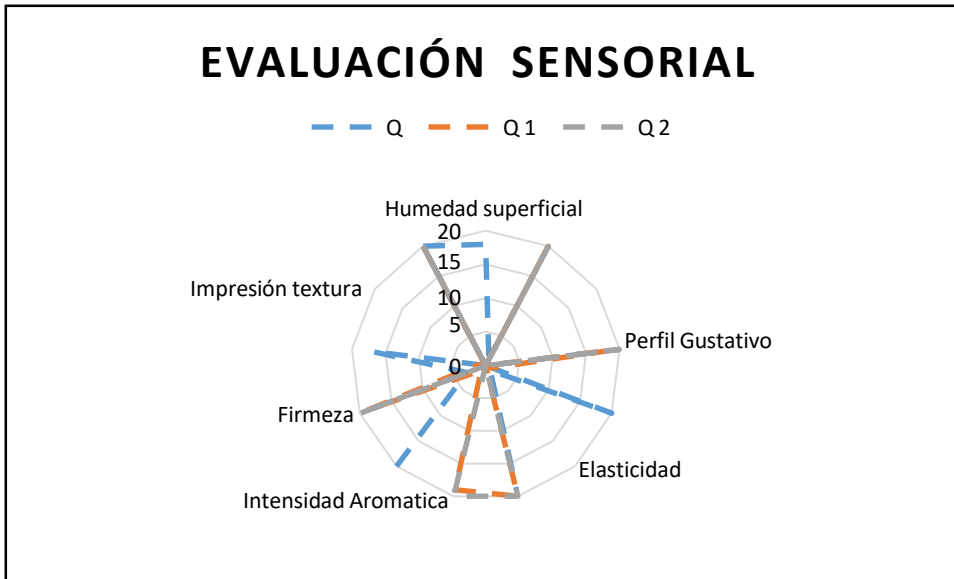 EVALUACIÓN SENSORIAL
Q Q 1 Q 2
Humedad superficial
20
15
Impresión textura
10
Perfil Gustativo
5
0
Firmeza
Elasticidad
Intensidad Aromatica